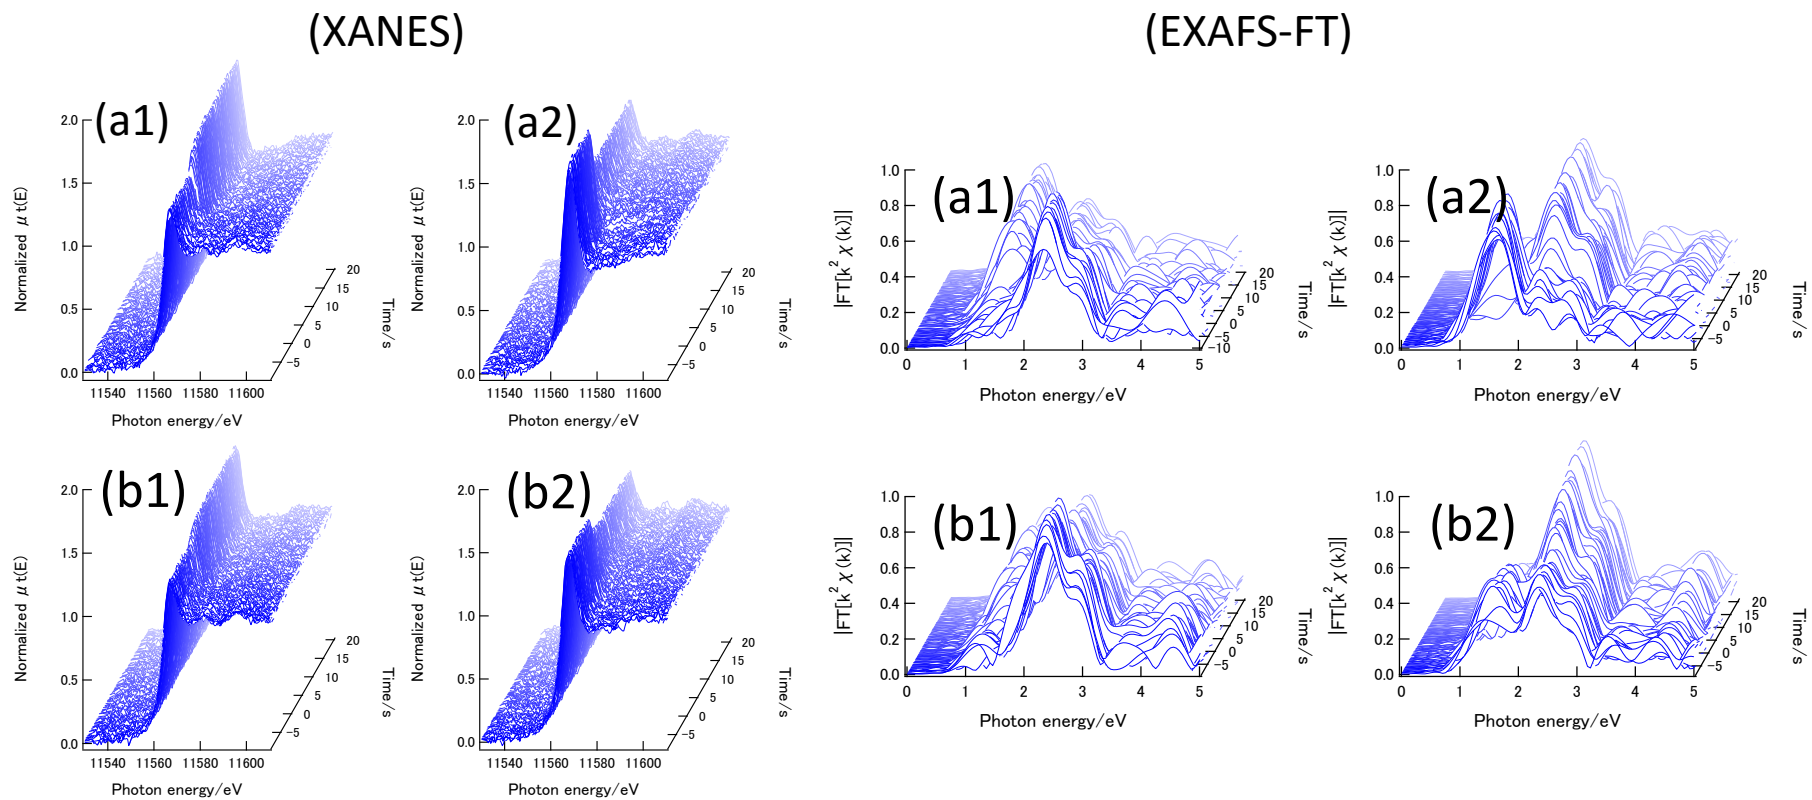 (XANES)
(EXAFS-FT)
(a1)
2.0
1.5
1.0
0.5
0.0
Normalized μt(E)
11540 11560 11580 11600
Photon energy/eV
20
15
10
5
0
-5
Time/s
(a2)
2.0
1.5
1.0
0.5
0.0
Normalized μt(E)
11540 11560 11580 11600
Photon energy/eV
20
15
10
5
0
-5
Time/s
(a1)
1.0
0.8
0.6
0.4
0.2
0.0
|FT[k² χ(k)]|
0 1 2 3 4 5
Photon energy/eV
20
15
10
5
0
-5
-10
Time/s
(a2)
1.0
0.8
0.6
0.4
0.2
0.0
|FT[k² χ(k)]|
0 1 2 3 4 5
Photon energy/eV
20
15
10
5
0
-5
Time/s
(b1)
2.0
1.5
1.0
0.5
0.0
Normalized μt(E)
11540 11560 11580 11600
Photon energy/eV
20
15
10
5
0
-5
Time/s
(b2)
2.0
1.5
1.0
0.5
0.0
Normalized μt(E)
11540 11560 11580 11600
Photon energy/eV
20
15
10
5
0
-5
Time/s
(b1)
1.0
0.8
0.6
0.4
0.2
0.0
|FT[k² χ(k)]|
0 1 2 3 4 5
Photon energy/eV
20
15
10
5
0
-5
Time/s
(b2)
1.0
0.8
0.6
0.4
0.2
0.0
|FT[k² χ(k)]|
0 1 2 3 4 5
Photon energy/eV
20
15
10
5
0
-5
Time/s